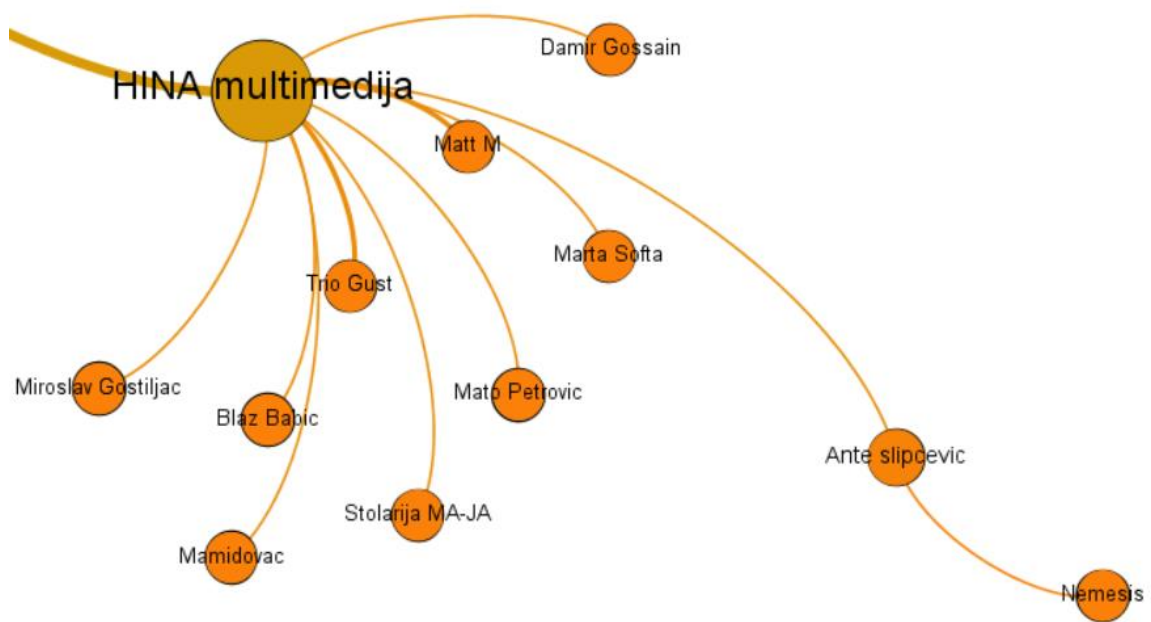 Damir Gossain
HINA multimedija
Matt M
Marta Softa
Trio Gust
Miroslav Gostiljac
Mato Petrovic
Blaz Babic
Ante slipcevic
Stolarija MA-JA
Mamidovac
Nemesis